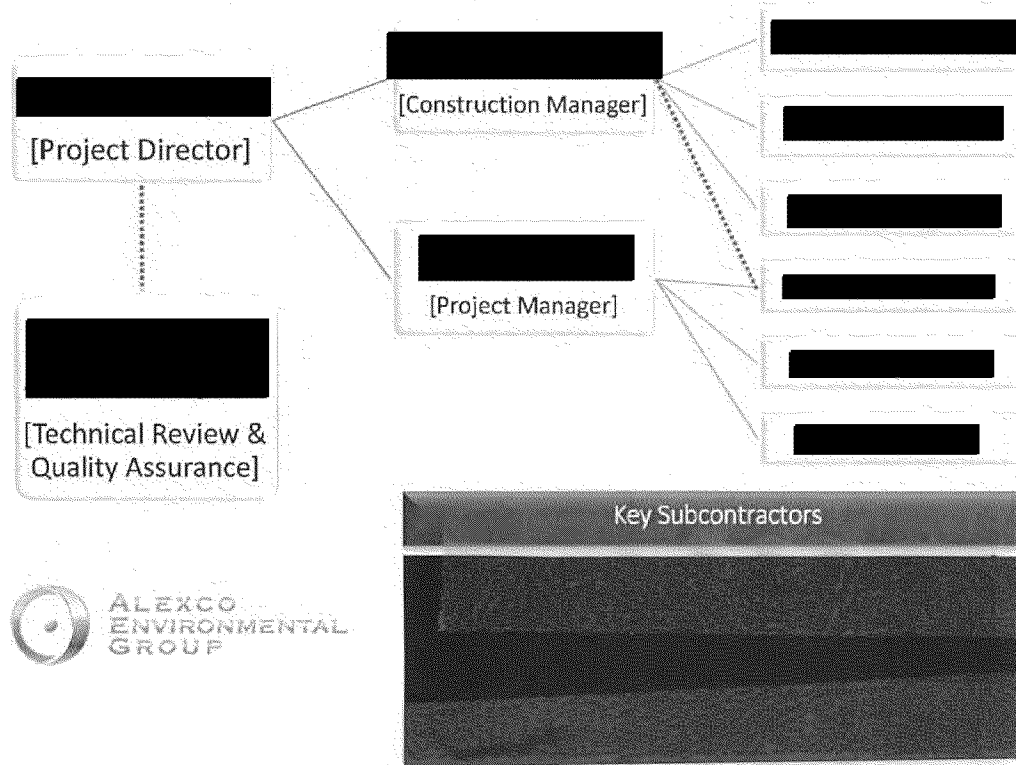 [Project Director]
[Construction Manager]
[Project Manager]
[Technical Review &
Quality Assurance]
Key Subcontractors
ALEXCO
ENVIRONMENTAL
GROUP